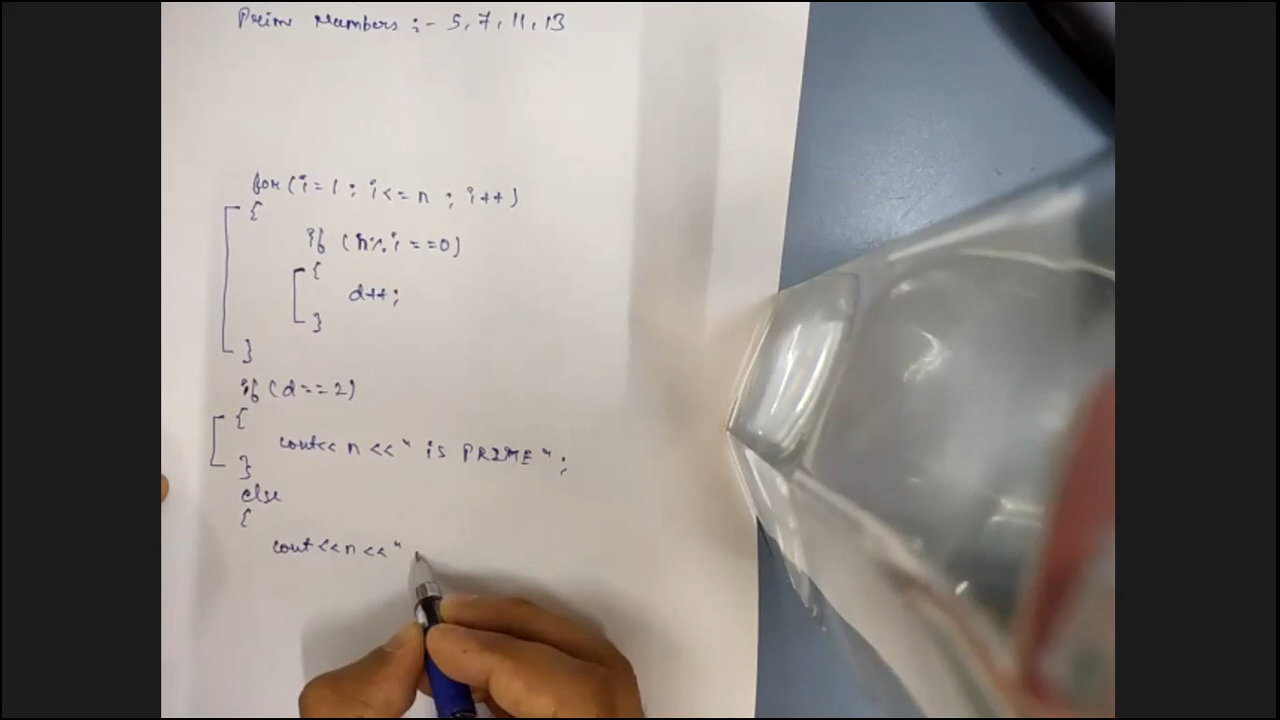 Prime Numbers :- 5, 7, 11, 13
for(i=1; i<=n ; i++)
{
if (n%i==0)
{
d++;
}
}
if(d==2)
{
cout<<n<<" is PRIME";
}
else
{
cout<<n<<"